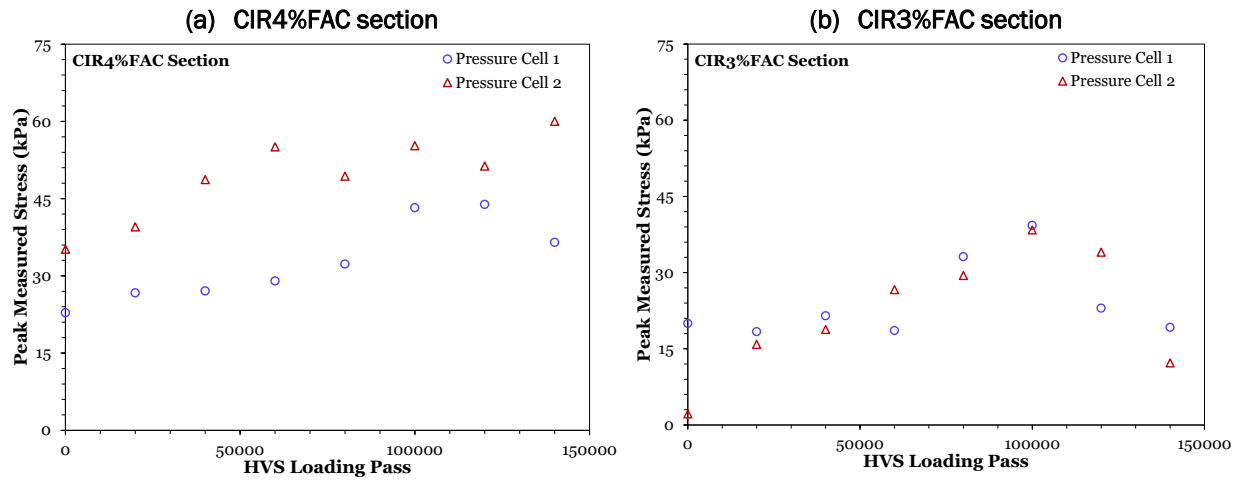 (a) CIR4%FAC section
75
60
45
30
15
0
Peak Measured Stress (kPa)
CIR4%FAC Section
Pressure Cell 1
Pressure Cell 2
0 50000 100000 150000
HVS Loading Pass
(b) CIR3%FAC section
75
60
45
30
15
0
Peak Measured Stress (kPa)
CIR3%FAC Section
Pressure Cell 1
Pressure Cell 2
0 50000 100000 150000
HVS Loading Pass